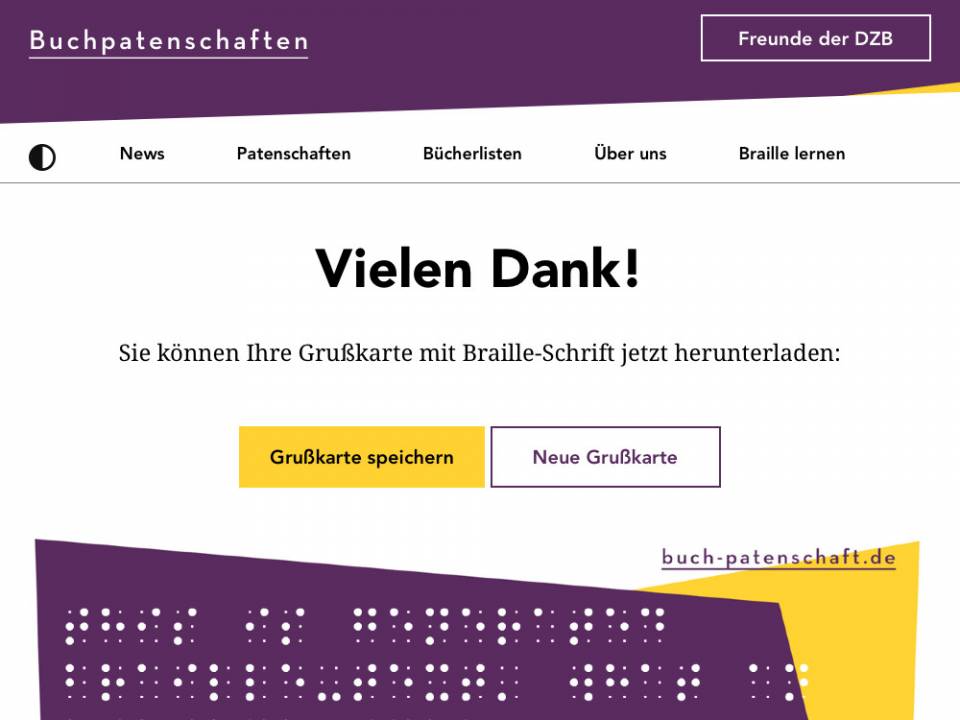 Buchpatenschaften
Freunde der DZB
News Patenschaften Bücherlisten Über uns Braille lernen
Vielen Dank!
Sie können Ihre Grußkarte mit Braille-Schrift jetzt herunterladen:
Grußkarte speichern Neue Grußkarte
buch-patenschaft.de